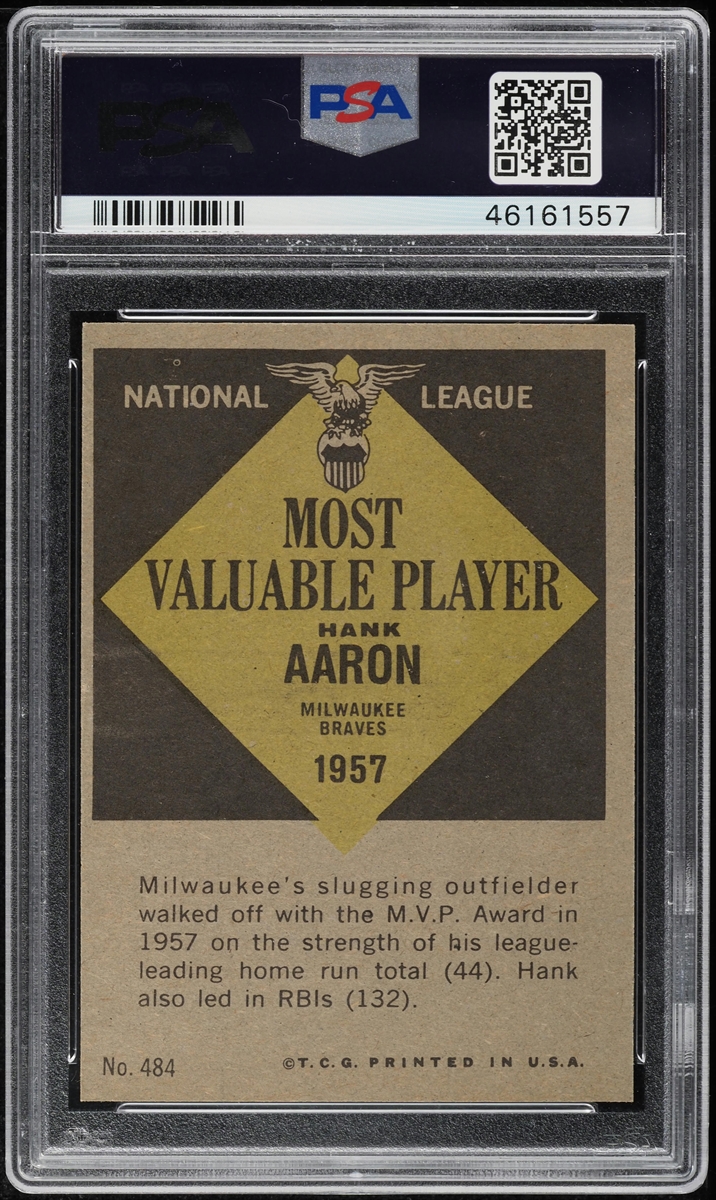 PSA
PSA
46161557
NATIONAL LEAGUE
MOST
VALUABLE PLAYER
HANK
AARON
MILWAUKEE
BRAVES
1957
Milwaukee's slugging outfielder
walked off with the M.V.P. Award in
1957 on the strength of his league-
leading home run total (44). Hank
also led in RBIs (132).
No. 484 ©T.C.G. PRINTED IN U.S.A.